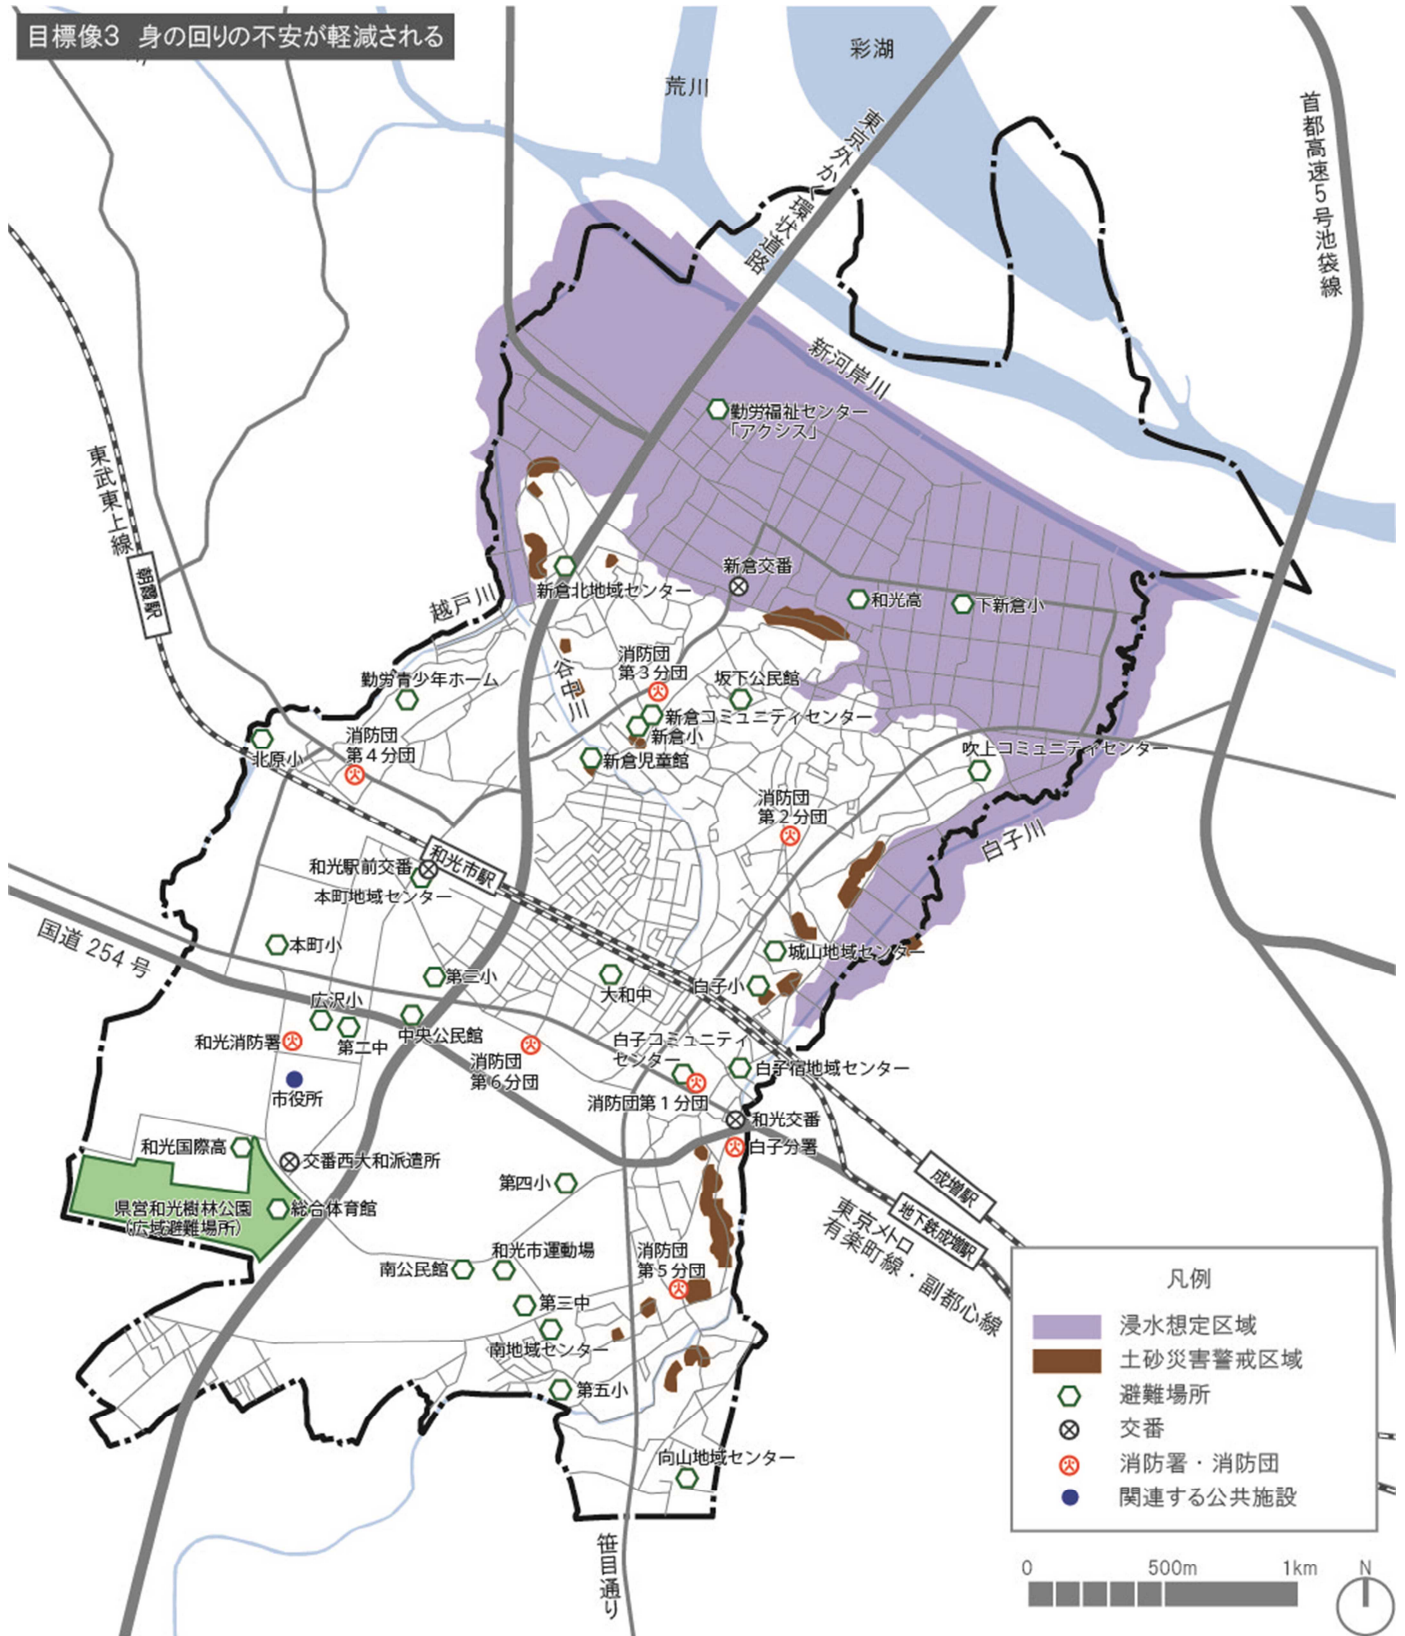 目標像3 身の回りの不安が軽減される
彩湖
荒川
東京外かく環状道路
首都高速5号池袋線
新河岸川
勤労福祉センター
「アクシス」
東武東上線
朝霞駅
越戸川
新倉北地域センター
新倉交番
和光高
下新倉小
谷中川
消防団
第3分団
坂下公民館
勤労青少年ホーム
新倉コミュニティセンター
新倉小
新倉児童館
北原小
消防団
第4分団
吹上コミュニティセンター
消防団
第2分団
白子川
和光駅前交番
和光市駅
本町地域センター
国道254号
本町小
第三小
大和中
城山地域センター
白子小
広沢小
和光消防署
第二中
中央公民館
消防団
第6分団
白子コミュニティ
センター
白子宿地域センター
市役所
消防団第1分団
和光交番
白子分署
和光国際高
交番西大和派遣所
県営和光樹林公園
(広域避難場所)
総合体育館
第四小
成増駅
地下鉄成増駅
東京メトロ
有楽町線・副都心線
南公民館
和光市運動場
消防団
第5分団
第三中
南地域センター
第五小
向山地域センター
笹目通り
凡例
浸水想定区域
土砂災害警戒区域
避難場所
交番
消防署・消防団
関連する公共施設
0 500m 1km
N